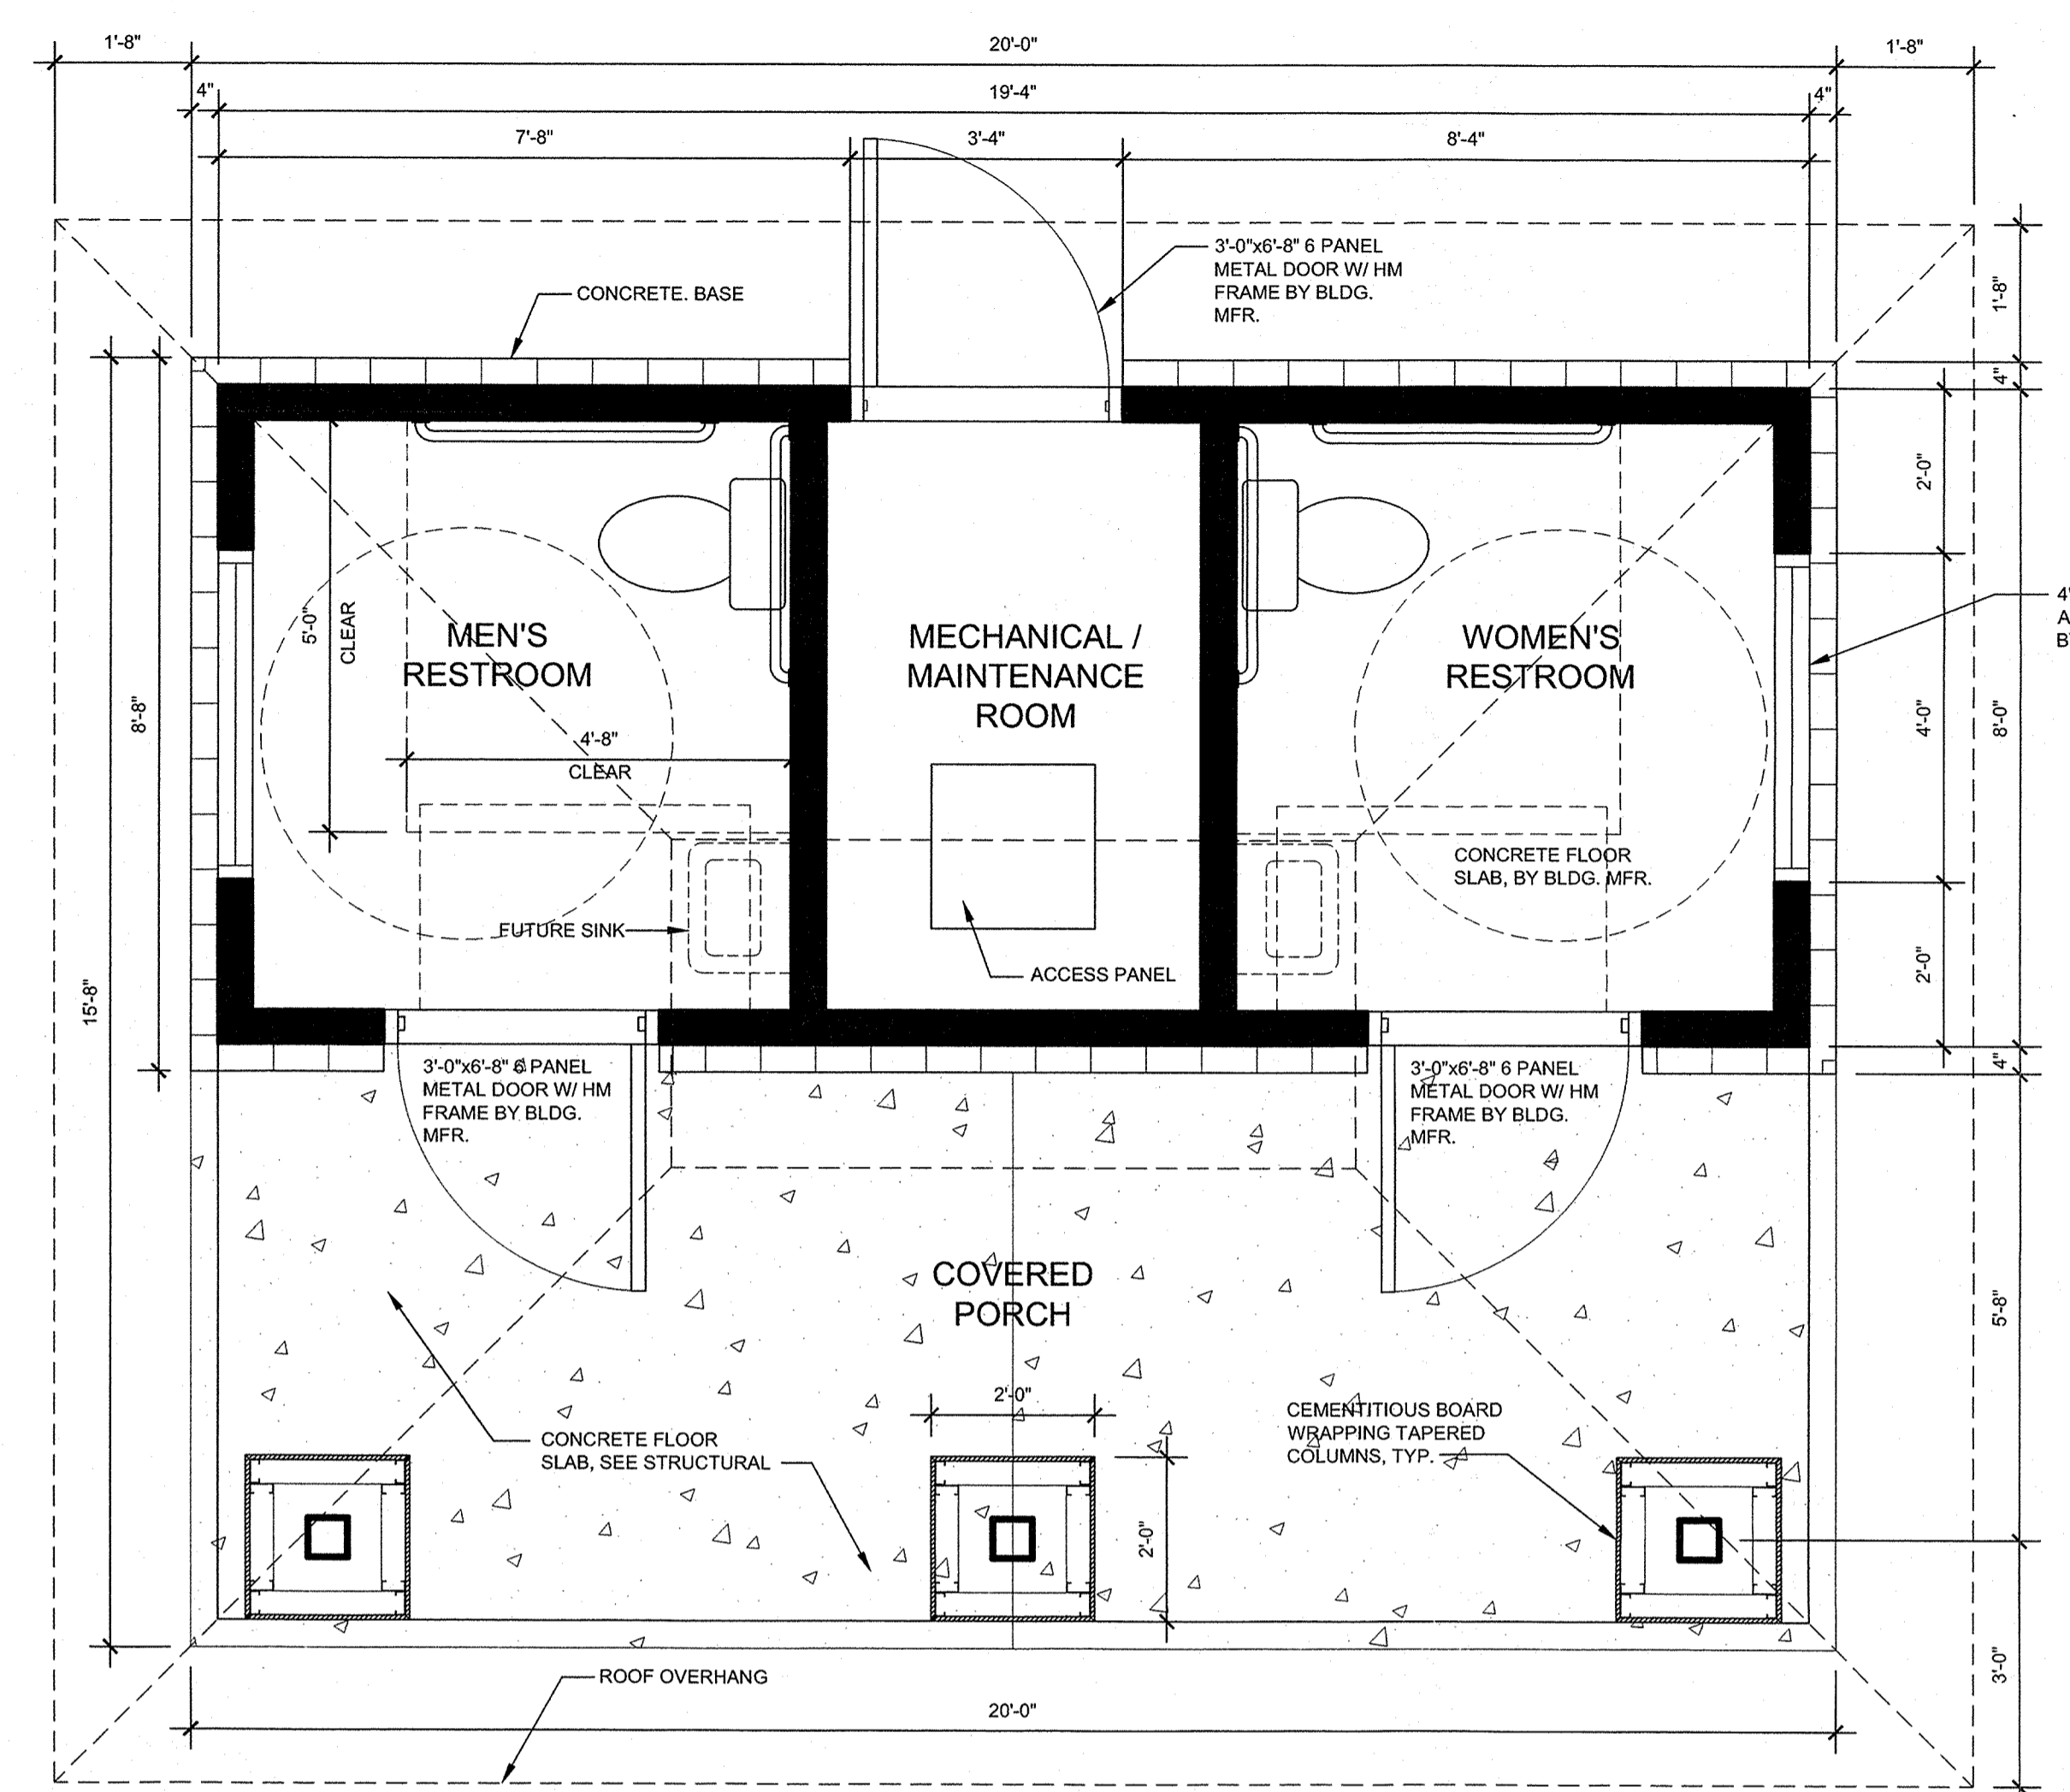 1'-8"
20'-0"
1'-8"
4"
19'-4"
4"
7'-8"
3'-4"
8'-4"
3'-0"x6'-8" 6 PANEL
METAL DOOR W/ HM
FRAME BY BLDG.
MFR.
CONCRETE. BASE
1'-8"
4"
2'-0"
5'-0"
CLEAR
MEN'S
RESTROOM
MECHANICAL /
MAINTENANCE
ROOM
WOMEN'S
RESTROOM
4'
A
B
8'-8"
4'-0"
8'-0"
4'-8"
CLEAR
CONCRETE FLOOR
SLAB, BY BLDG. MFR.
FUTURE SINK
ACCESS PANEL
2'-0"
15'-8"
4"
3'-0"x6'-8" 6 PANEL
METAL DOOR W/ HM
FRAME BY BLDG.
MFR.
3'-0"x6'-8" 6 PANEL
METAL DOOR W/ HM
FRAME BY BLDG.
MFR.
COVERED
PORCH
5'-8"
2'-0"
CONCRETE FLOOR
SLAB, SEE STRUCTURAL
CEMENTITIOUS BOARD
WRAPPING TAPERED
COLUMNS, TYP.
2'-0"
ROOF OVERHANG
3'-0"
20'-0"